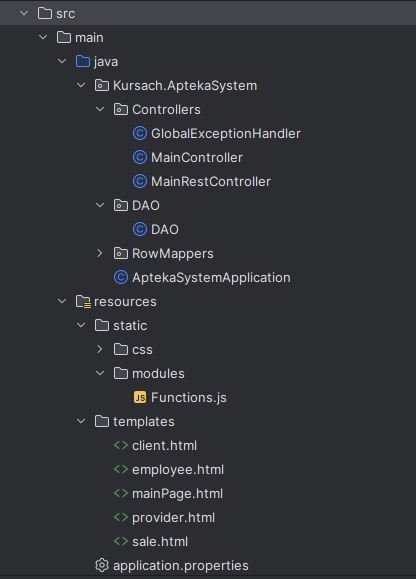 src
main
java
Kursach.AptekaSystem
Controllers
GlobalExceptionHandler
MainController
MainRestController
DAO
DAO
RowMappers
AptekaSystemApplication
resources
static
css
modules
Functions.js
templates
client.html
employee.html
mainPage.html
provider.html
sale.html
application.properties